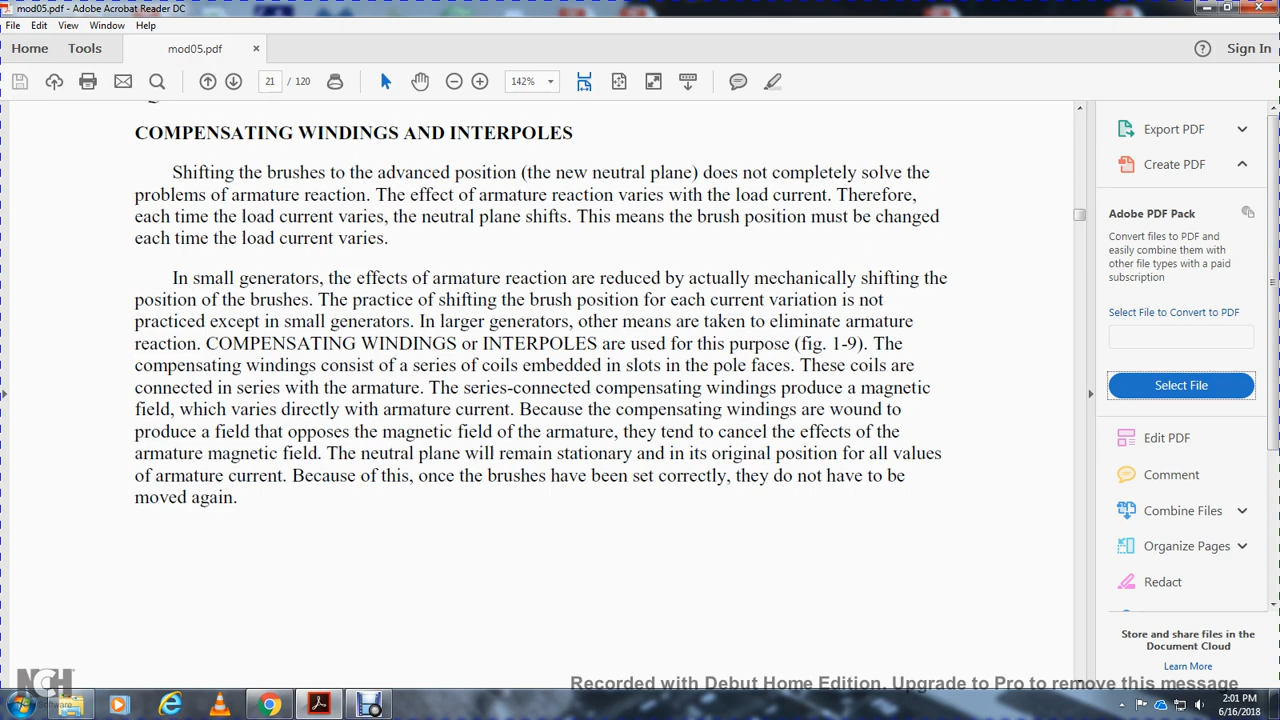 mod05.pdf - Adobe Acrobat Reader DC
File Edit View Window Help
Home Tools mod05.pdf × ? Sign In
21 / 120 142%
COMPENSATING WINDINGS AND INTERPOLES
Shifting the brushes to the advanced position (the new neutral plane) does not completely solve the
problems of armature reaction. The effect of armature reaction varies with the load current. Therefore,
each time the load current varies, the neutral plane shifts. This means the brush position must be changed
each time the load current varies.
In small generators, the effects of armature reaction are reduced by actually mechanically shifting the
position of the brushes. The practice of shifting the brush position for each current variation is not
practiced except in small generators. In larger generators, other means are taken to eliminate armature
reaction. COMPENSATING WINDINGS or INTERPOLES are used for this purpose (fig. 1-9). The
compensating windings consist of a series of coils embedded in slots in the pole faces. These coils are
connected in series with the armature. The series-connected compensating windings produce a magnetic
field, which varies directly with armature current. Because the compensating windings are wound to
produce a field that opposes the magnetic field of the armature, they tend to cancel the effects of the
armature magnetic field. The neutral plane will remain stationary and in its original position for all values
of armature current. Because of this, once the brushes have been set correctly, they do not have to be
moved again.
Export PDF
Create PDF
Adobe PDF Pack
Convert files to PDF and
easily combine them with
other file types with a paid
subscription
Select File to Convert to PDF
Select File
Edit PDF
Comment
Combine Files
Organize Pages
Redact
Store and share files in the
Document Cloud
Learn More
NCH
Software
Recorded with Debut Home Edition. Upgrade to Pro to remove this message
2:01 PM
6/16/2018